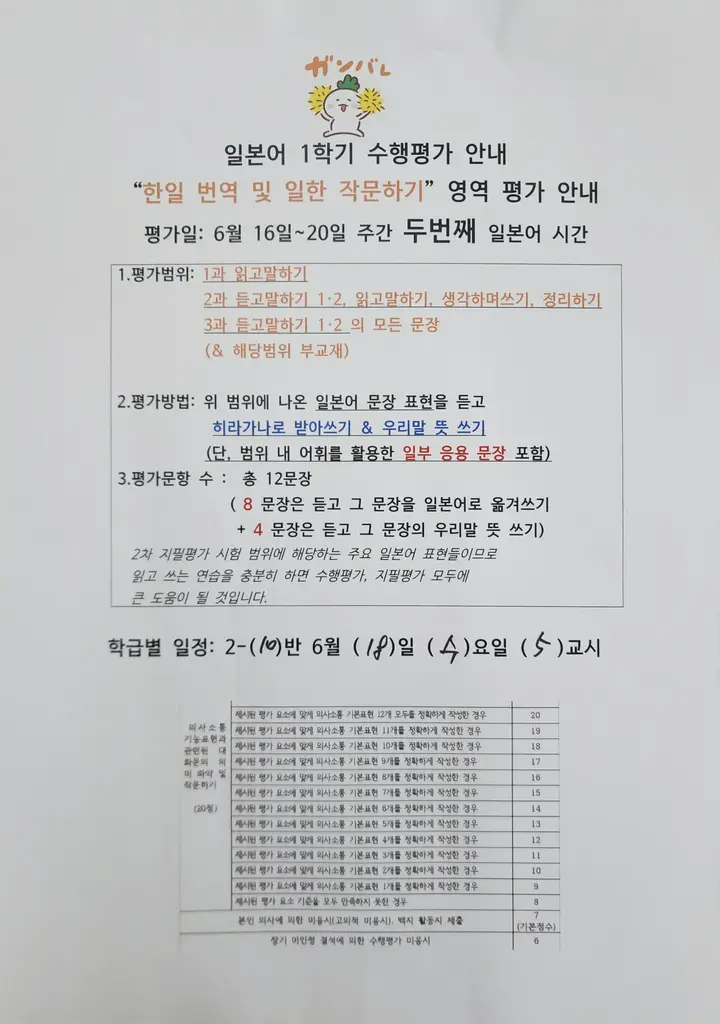 ガンバレ
일본어 1학기 수행평가 안내
“한일 번역 및 일한 작문하기” 영역 평가 안내
평가일: 6월 16일~20일 주간 두번째 일본어 시간
1.평가범위: 1과 읽고말하기
2과 듣고말하기 1·2, 읽고말하기, 생각하며쓰기, 정리하기
3과 듣고말하기 1·2 의 모든 문장
(& 해당범위 부교재)
2.평가방법: 위 범위에 나온 일본어 문장 표현을 듣고
히라가나로 받아쓰기 & 우리말 뜻 쓰기
(단, 범위 내 어휘를 활용한 일부 응용 문장 포함)
3.평가문항 수 : 총 12문장
( 8 문장은 듣고 그 문장을 일본어로 옮겨쓰기
+ 4 문장은 듣고 그 문장의 우리말 뜻 쓰기)
2차 지필평가 시험 범위에 해당하는 주요 일본어 표현들이므로
읽고 쓰는 연습을 충분히 하면 수행평가, 지필평가 모두에
큰 도움이 될 것입니다.
학급별 일정: 2-(10)반 6월 (18)일 (수)요일 (5)교시
의사소통
기능표현과
관련된 대
화문의 의
미 파악 및
작문하기
(20점)
제시된 평가 요소에 맞게 의사소통 기본표현 12개 모두를 정확하게 작성한 경우 20
제시된 평가 요소에 맞게 의사소통 기본표현 11개를 정확하게 작성한 경우 19
제시된 평가 요소에 맞게 의사소통 기본표현 10개를 정확하게 작성한 경우 18
제시된 평가 요소에 맞게 의사소통 기본표현 9개를 정확하게 작성한 경우 17
제시된 평가 요소에 맞게 의사소통 기본표현 8개를 정확하게 작성한 경우 16
제시된 평가 요소에 맞게 의사소통 기본표현 7개를 정확하게 작성한 경우 15
제시된 평가 요소에 맞게 의사소통 기본표현 6개를 정확하게 작성한 경우 14
제시된 평가 요소에 맞게 의사소통 기본표현 5개를 정확하게 작성한 경우 13
제시된 평가 요소에 맞게 의사소통 기본표현 4개를 정확하게 작성한 경우 12
제시된 평가 요소에 맞게 의사소통 기본표현 3개를 정확하게 작성한 경우 11
제시된 평가 요소에 맞게 의사소통 기본표현 2개를 정확하게 작성한 경우 10
제시된 평가 요소에 맞게 의사소통 기본표현 1개를 정확하게 작성한 경우 9
제시된 평가 요소 기준을 모두 만족하지 못한 경우 8
본인 의사에 의한 미응시(고의적 미응시), 백지 활동지 제출 7
(기본점수)
장기 미인정 결석에 의한 수행평가 미응시 6